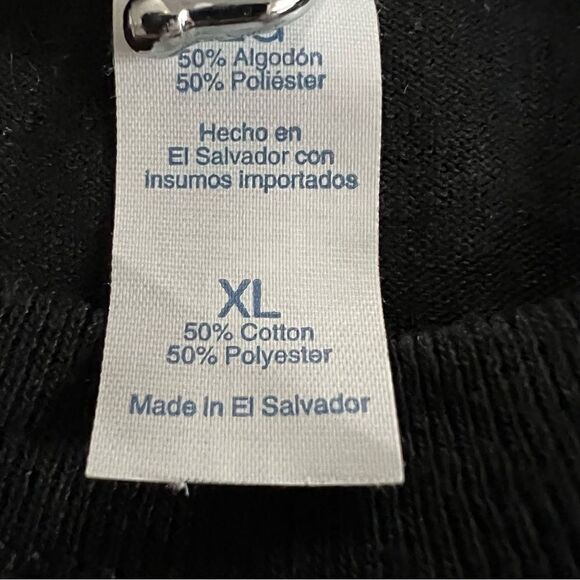 50% Algodón
50% Poliéster
Hecho en
El Salvador con
insumos importados
XL
50% Cotton
50% Polyester
Made In El Salvador